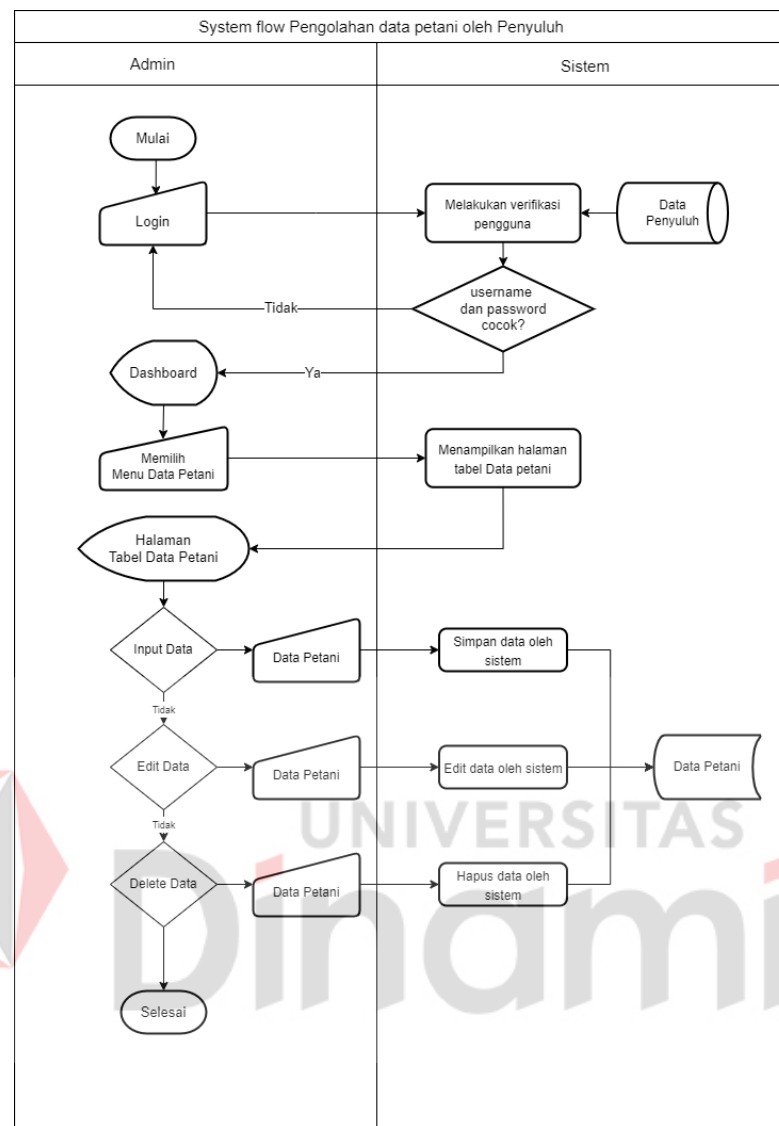 System flow Pengolahan data petani oleh Penyuluh
Admin
Sistem
Mulai
Login
Melakukan verifikasi
pengguna
Data
Penyuluh
username
dan password
cocok?
Tidak
Ya
Dashboard
Memilih
Menu Data Petani
Menampilkan halaman
tabel Data petani
Halaman
Tabel Data Petani
Input Data
Data Petani
Simpan data oleh
sistem
Tidak
Edit Data
Data Petani
Edit data oleh sistem
Data Petani
Tidak
Delete Data
Data Petani
Hapus data oleh
sistem
Selesai
UNIVERSITAS
Dinami